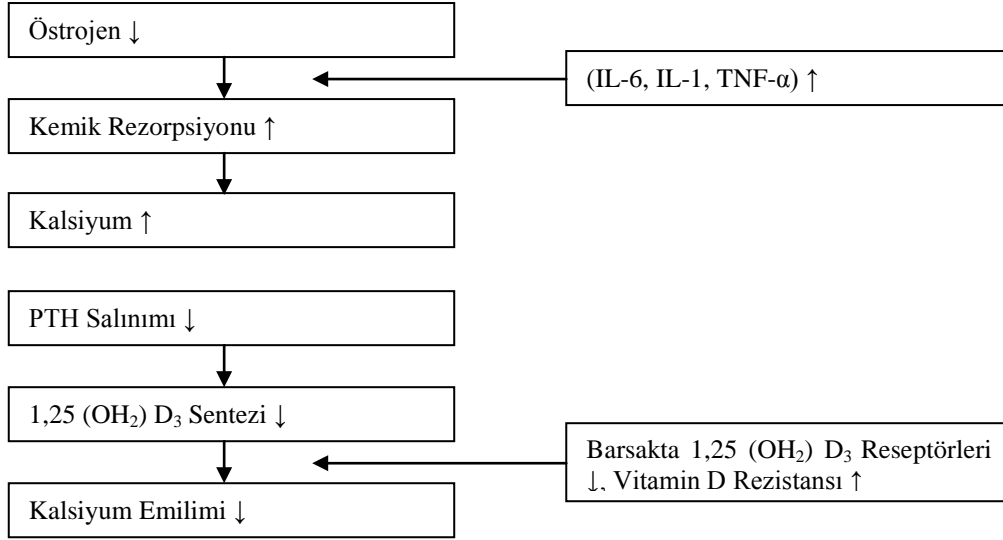 Östrojen ↓
(IL-6, IL-1, TNF-α) ↑
Kemik Rezorpsiyonu ↑
Kalsiyum ↑
PTH Salınımı ↓
1,25 (OH₂) D₃ Sentezi ↓
Barsakta 1,25 (OH₂) D₃ Reseptörleri
↓, Vitamin D Rezistansı ↑
Kalsiyum Emilimi ↓